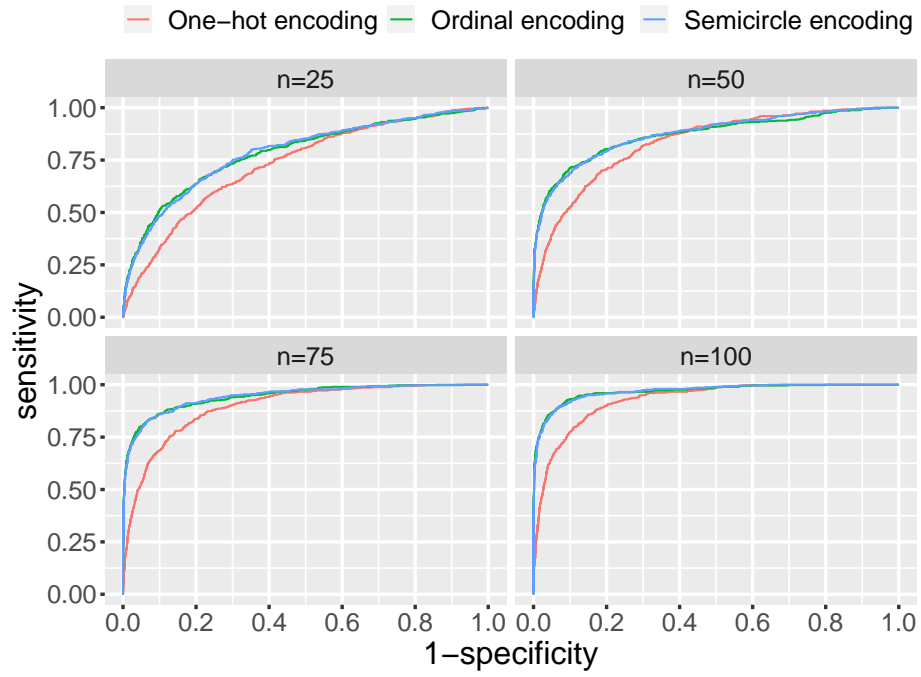 One−hot encoding Ordinal encoding Semicircle encoding
n=25 n=50
1.00
0.75
0.50
0.25
0.00
n=75 n=100
1.00
0.75
0.50
0.25
0.00
0.0 0.2 0.4 0.6 0.8 1.0 0.0 0.2 0.4 0.6 0.8 1.0
1−specificity
sensitivity